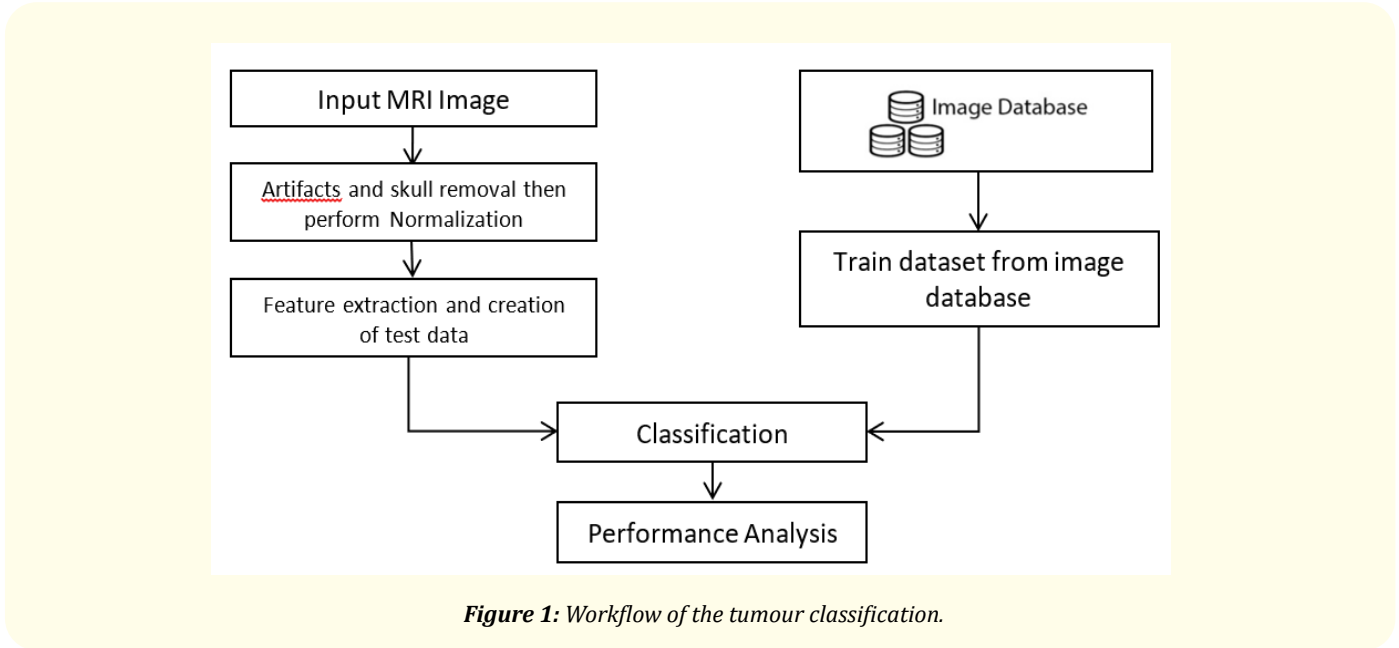 Input MRI Image
Artifacts and skull removal then
perform Normalization
Feature extraction and creation
of test data
Image Database
Train dataset from image
database
Classification
Performance Analysis
Figure 1: Workflow of the tumour classification.